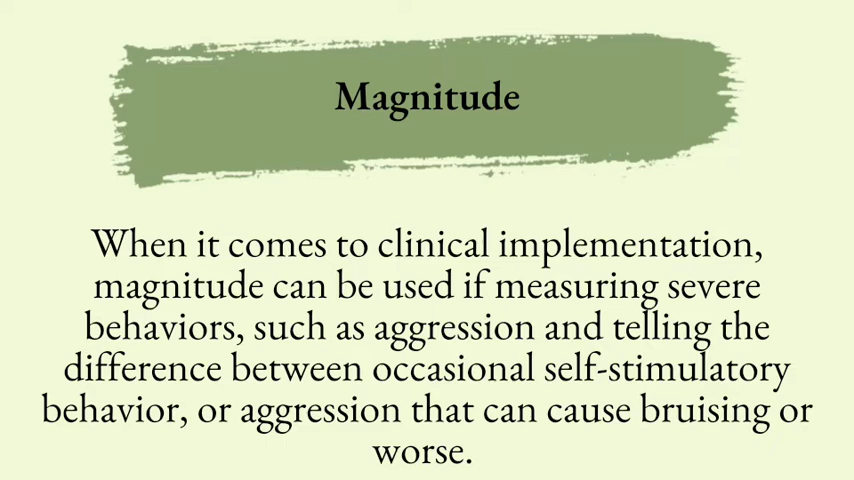 Magnitude
When it comes to clinical implementation,
magnitude can be used if measuring severe
behaviors, such as aggression and telling the
difference between occasional self-stimulatory
behavior, or aggression that can cause bruising or
worse.